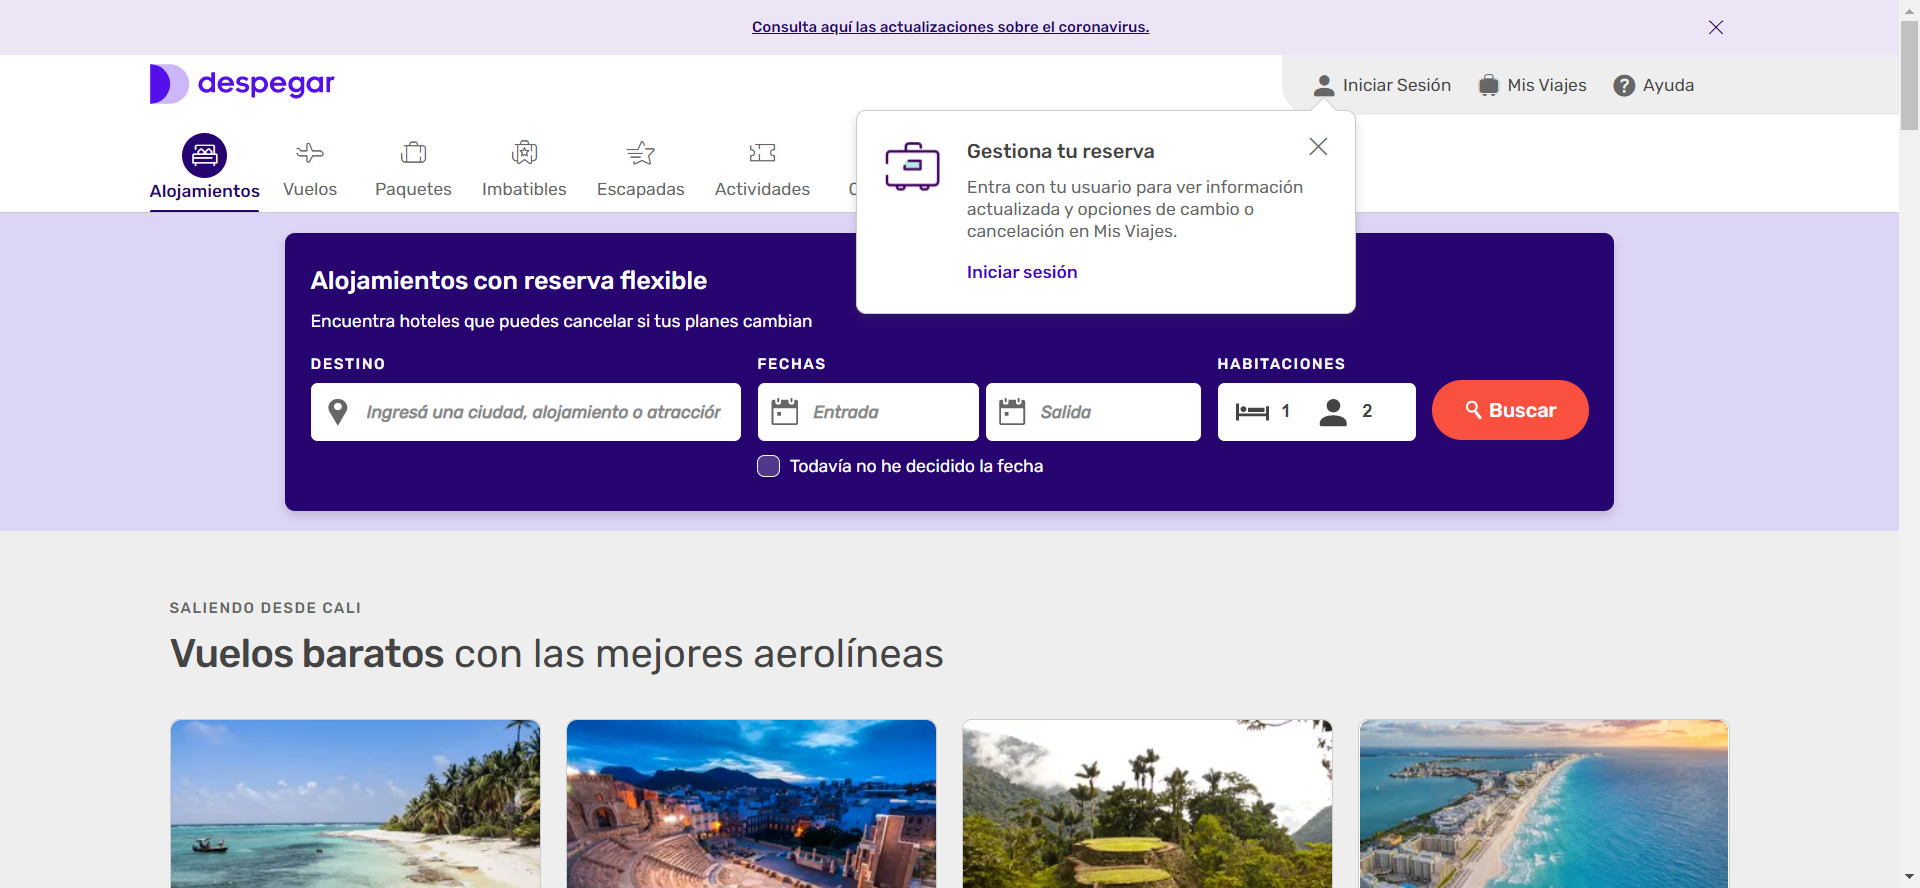 Consulta aquí las actualizaciones sobre el coronavirus.
despegar
Iniciar Sesión
Mis Viajes
? Ayuda
Alojamientos
Vuelos
Paquetes
Imbatibles
Escapadas
Actividades
Gestiona tu reserva
Entra con tu usuario para ver información
actualizada y opciones de cambio o
cancelación en Mis Viajes.
Iniciar sesión
Alojamientos con reserva flexible
Encuentra hoteles que puedes cancelar si tus planes cambian
DESTINO
FECHAS
HABITACIONES
Ingresá una ciudad, alojamiento o atracción
Entrada
Salida
1
2
Buscar
Todavía no he decidido la fecha
SALIENDO DESDE CALI
Vuelos baratos con las mejores aerolíneas